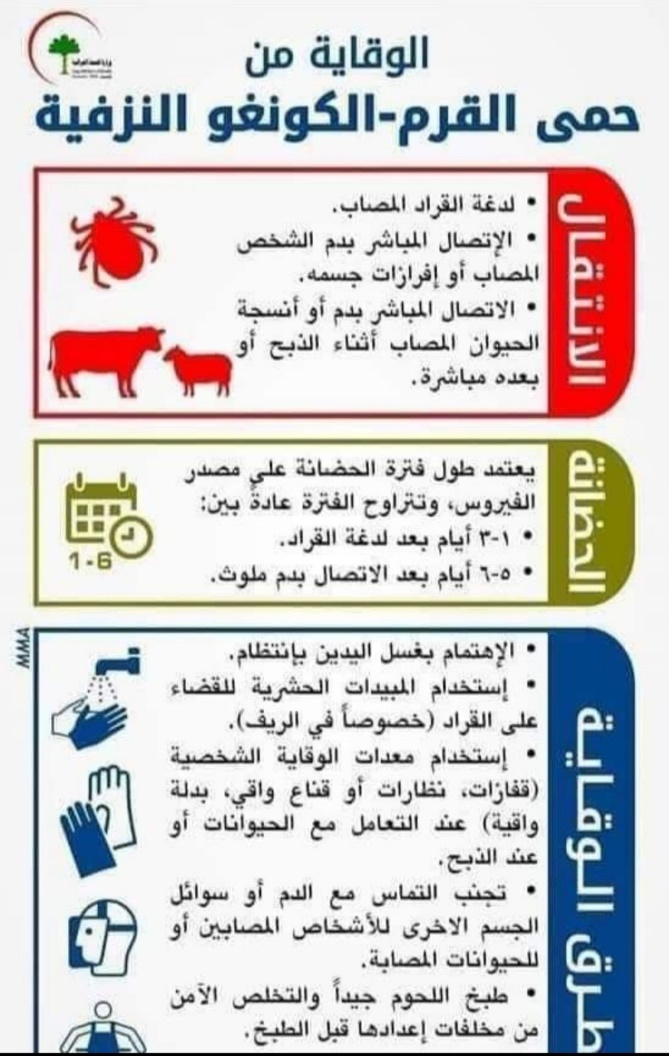 الوقاية من
حمى القرم-الكونغو النزفية
الانتقال
• لدغة القراد المصاب.
• الإتصال المباشر بدم الشخص
المصاب أو إفرازات جسمه.
• الاتصال المباشر بدم أو أنسجة
الحيوان المصاب أثناء الذبح أو
بعده مباشرة.
الحضانة
يعتمد طول فترة الحضانة على مصدر
الفيروس، وتتراوح الفترة عادةً بين:
• ١-٣ أيام بعد لدغة القراد.
• ٥-٦ أيام بعد الاتصال بدم ملوث.
1-6
MMA
طرق الوقاية
• الإهتمام بغسل اليدين بإنتظام.
• إستخدام المبيدات الحشرية للقضاء
على القراد (خصوصاً في الريف).
• إستخدام معدات الوقاية الشخصية
(قفازات، نظارات أو قناع واقي، بدلة
واقية) عند التعامل مع الحيوانات أو
عند الذبح.
• تجنب التماس مع الدم أو سوائل
الجسم الاخرى للأشخاص المصابين أو
للحيوانات المصابة.
• طبخ اللحوم جيداً والتخلص الآمن
من مخلفات إعدادها قبل الطبخ.